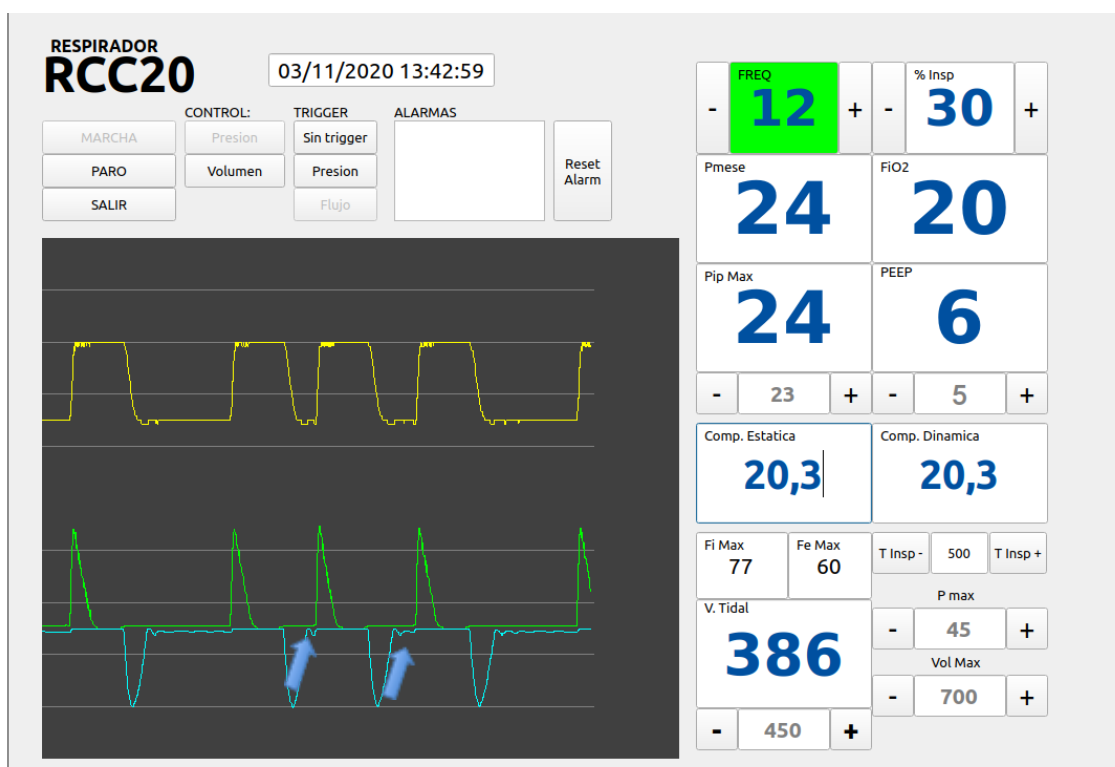 RESPIRADOR
RCC20
03/11/2020 13:42:59
CONTROL:
TRIGGER
ALARMAS
MARCHA
Presion
Sin trigger
PARO
Volumen
Presion
Reset
Alarm
SALIR
Flujo
FREQ
- 12 +
% Insp
- 30 +
Pmese
24
FiO2
20
Pip Max
24
PEEP
6
- 23 +
- 5 +
Comp. Estatica
20,3
Comp. Dinamica
20,3
Fi Max
77
Fe Max
60
T Insp - 500 T Insp +
V. Tidal
386
P max
- 45 +
Vol Max
- 700 +
- 450 +